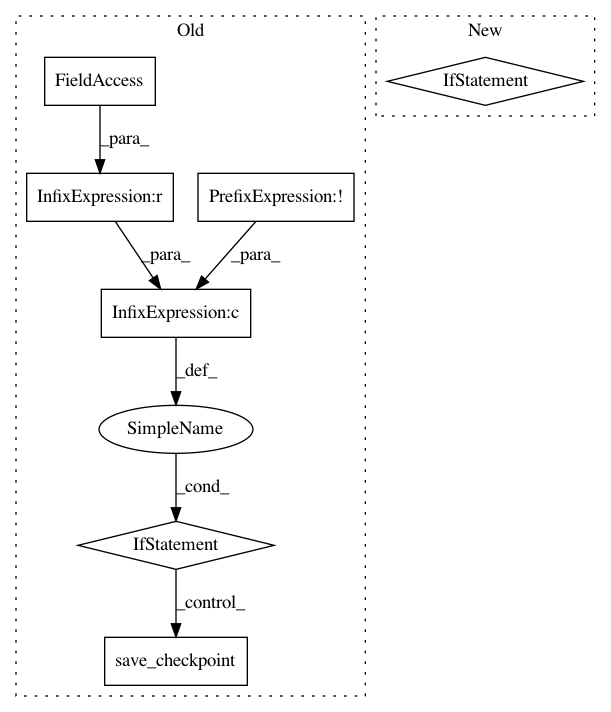 Old
New
FieldAccess
IfStatement
_para_
InfixExpression:r
PrefixExpression:!
_para_
_para_
InfixExpression:c
_def_
SimpleName
_cond_
IfStatement
_control_
save_checkpoint